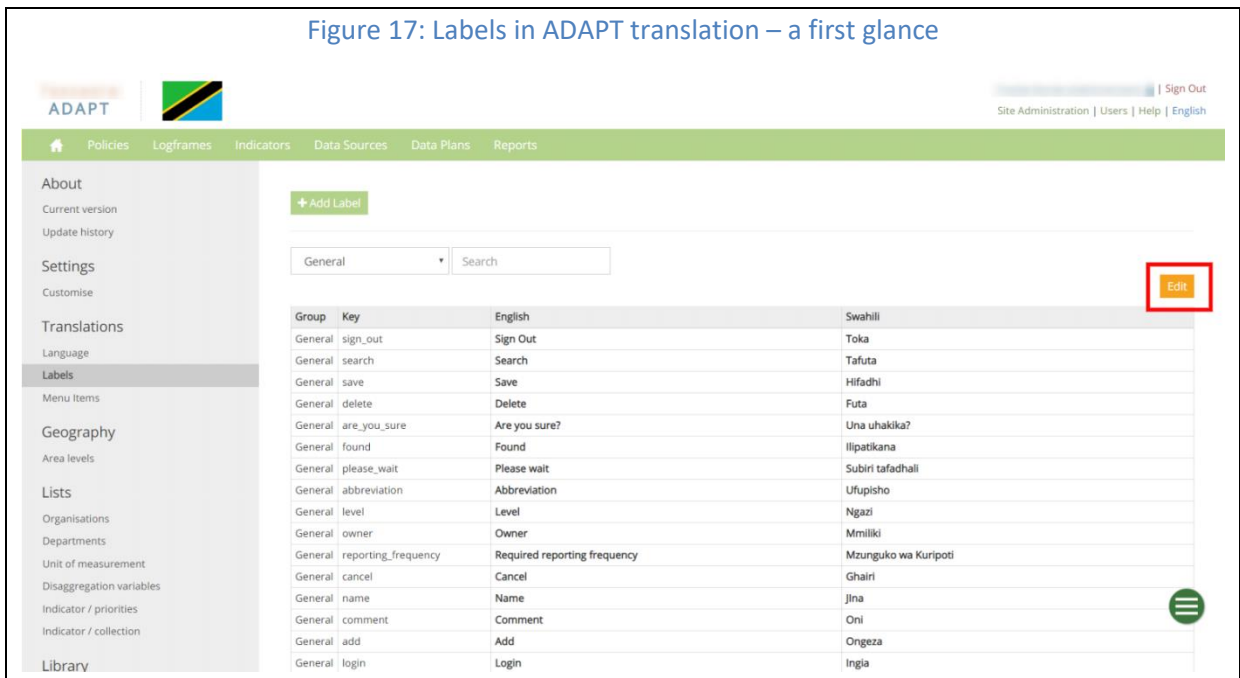 Figure 17: Labels in ADAPT translation – a first glance
ADAPT
| Sign Out
Site Administration | Users | Help | English
Policies Logframes Indicators Data Sources Data Plans Reports
About
Current version
Update history
Settings
Customise
Translations
Language
Labels
Menu Items
Geography
Area levels
Lists
Organisations
Departments
Unit of measurement
Disaggregation variables
Indicator / priorities
Indicator / collection
Library
+ Add Label
General Search
Edit
Group Key English Swahili
General sign_out Sign Out Toka
General search Search Tafuta
General save Save Hifadhi
General delete Delete Futa
General are_you_sure Are you sure? Una uhakika?
General found Found Ilipatikana
General please_wait Please wait Subiri tafadhali
General abbreviation Abbreviation Ufupisho
General level Level Ngazi
General owner Owner Mmiliki
General reporting_frequency Required reporting frequency Mzunguko wa Kuripoti
General cancel Cancel Ghairi
General name Name JIna
General comment Comment Oni
General add Add Ongeza
General login Login Ingia